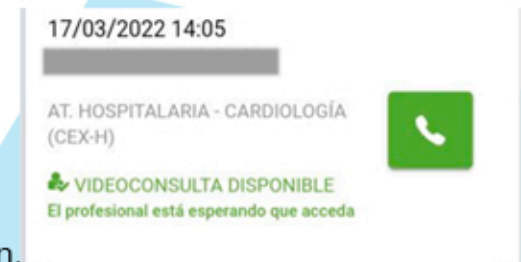 17/03/2022 14:05
AT. HOSPITALARIA - CARDIOLOGÍA
(CEX-H)
VIDEOCONSULTA DISPONIBLE
El profesional está esperando que acceda
n.